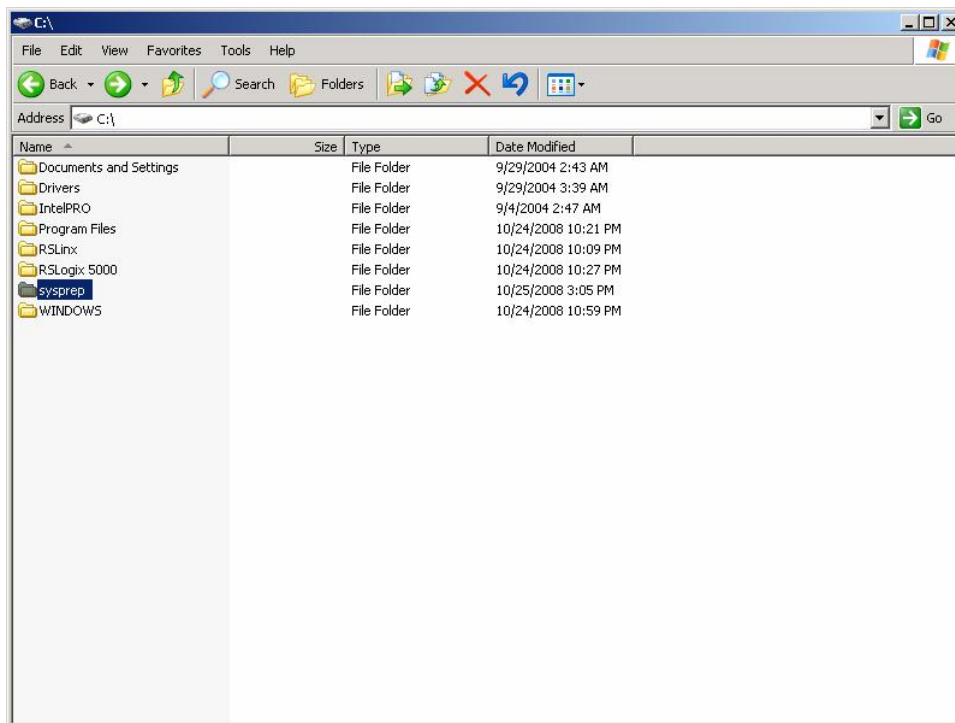 C:\
File Edit View Favorites Tools Help
Back Search Folders
Address C:\ Go
Name Size Type Date Modified
Documents and Settings File Folder 9/29/2004 2:43 AM
Drivers File Folder 9/29/2004 3:39 AM
IntelPRO File Folder 9/4/2004 2:47 AM
Program Files File Folder 10/24/2008 10:21 PM
RSLinx File Folder 10/24/2008 10:09 PM
RSLogix 5000 File Folder 10/24/2008 10:27 PM
sysprep File Folder 10/25/2008 3:05 PM
WINDOWS File Folder 10/24/2008 10:59 PM